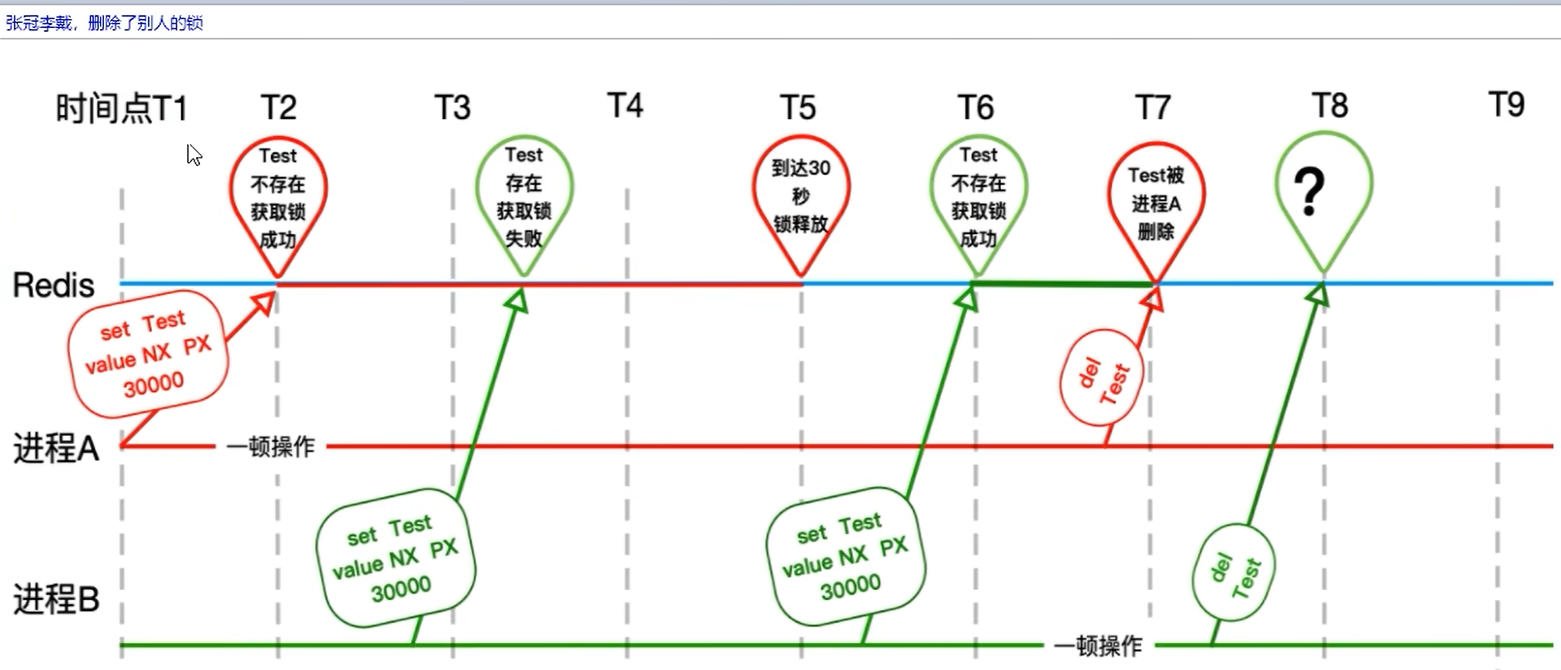 张冠李戴，删除了别人的锁
时间点T1 T2 T3 T4 T5 T6 T7 T8 T9
Test
不存在
获取锁
成功
Test
存在
获取锁
失败
到达30
秒
锁释放
Test
不存在
获取锁
成功
Test被
进程A
删除
?
Redis
set Test
value NX PX
30000
del
Test
进程A
一顿操作
set Test
value NX PX
30000
set Test
value NX PX
30000
del
Test
进程B
一顿操作